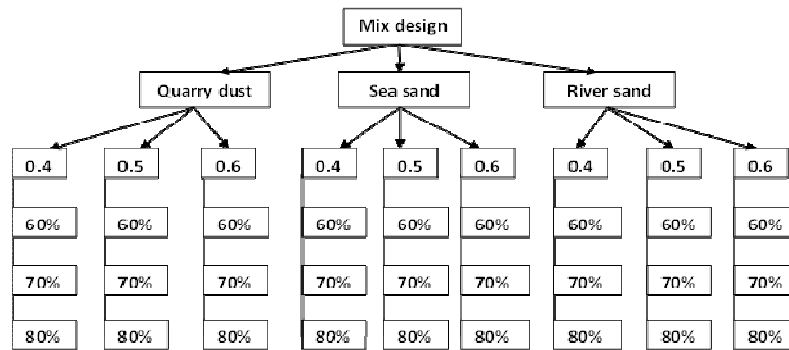 Mix design
Quarry dust Sea sand River sand
0.4 0.5 0.6 0.4 0.5 0.6 0.4 0.5 0.6
60% 60% 60% 60% 60% 60% 60% 60% 60%
70% 70% 70% 70% 70% 70% 70% 70% 70%
80% 80% 80% 80% 80% 80% 80% 80% 80%